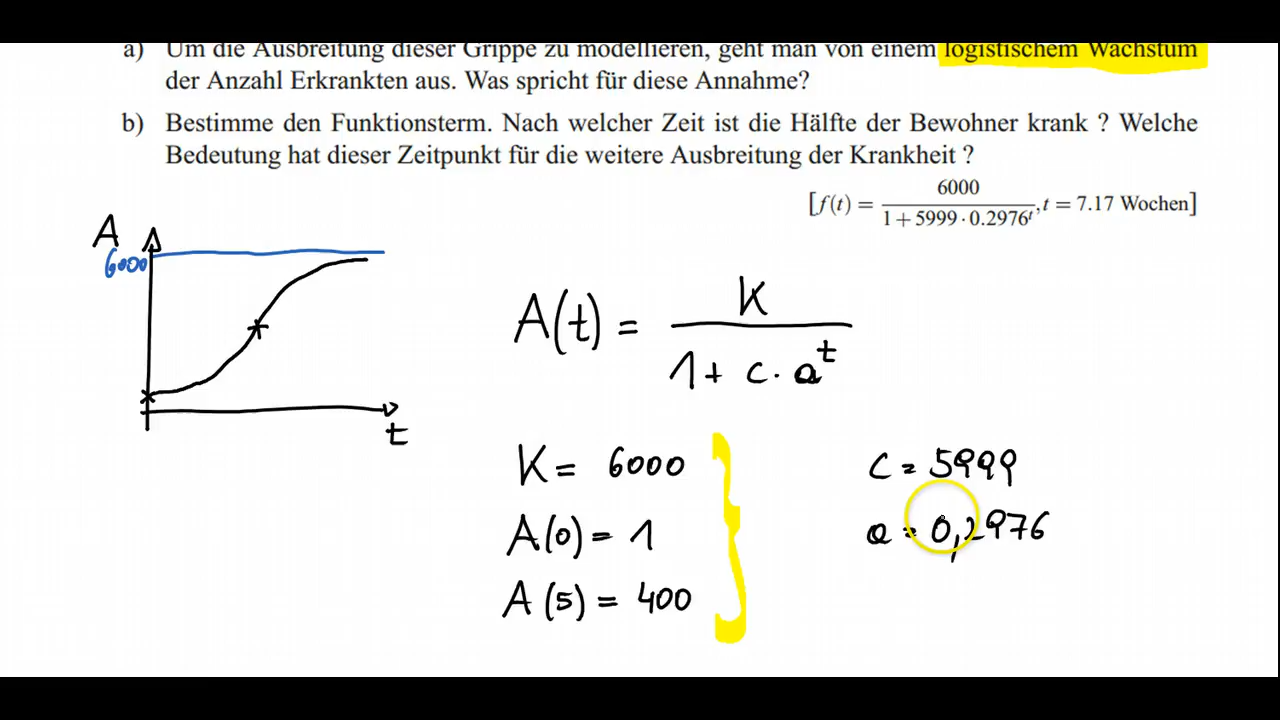 a) Um die Ausbreitung dieser Grippe zu modellieren, geht man von einem logistischem Wachstum
der Anzahl Erkrankten aus. Was spricht für diese Annahme?
b) Bestimme den Funktionsterm. Nach welcher Zeit ist die Hälfte der Bewohner krank ? Welche
Bedeutung hat dieser Zeitpunkt für die weitere Ausbreitung der Krankheit ?
[f(t) = 6000 / 1 + 5999 · 0.2976^t, t = 7.17 Wochen]
A
6000
t
A(t) = K / 1 + c · a^t
K = 6000
A(0) = 1
A(5) = 400
c = 5999
a = 0,2976